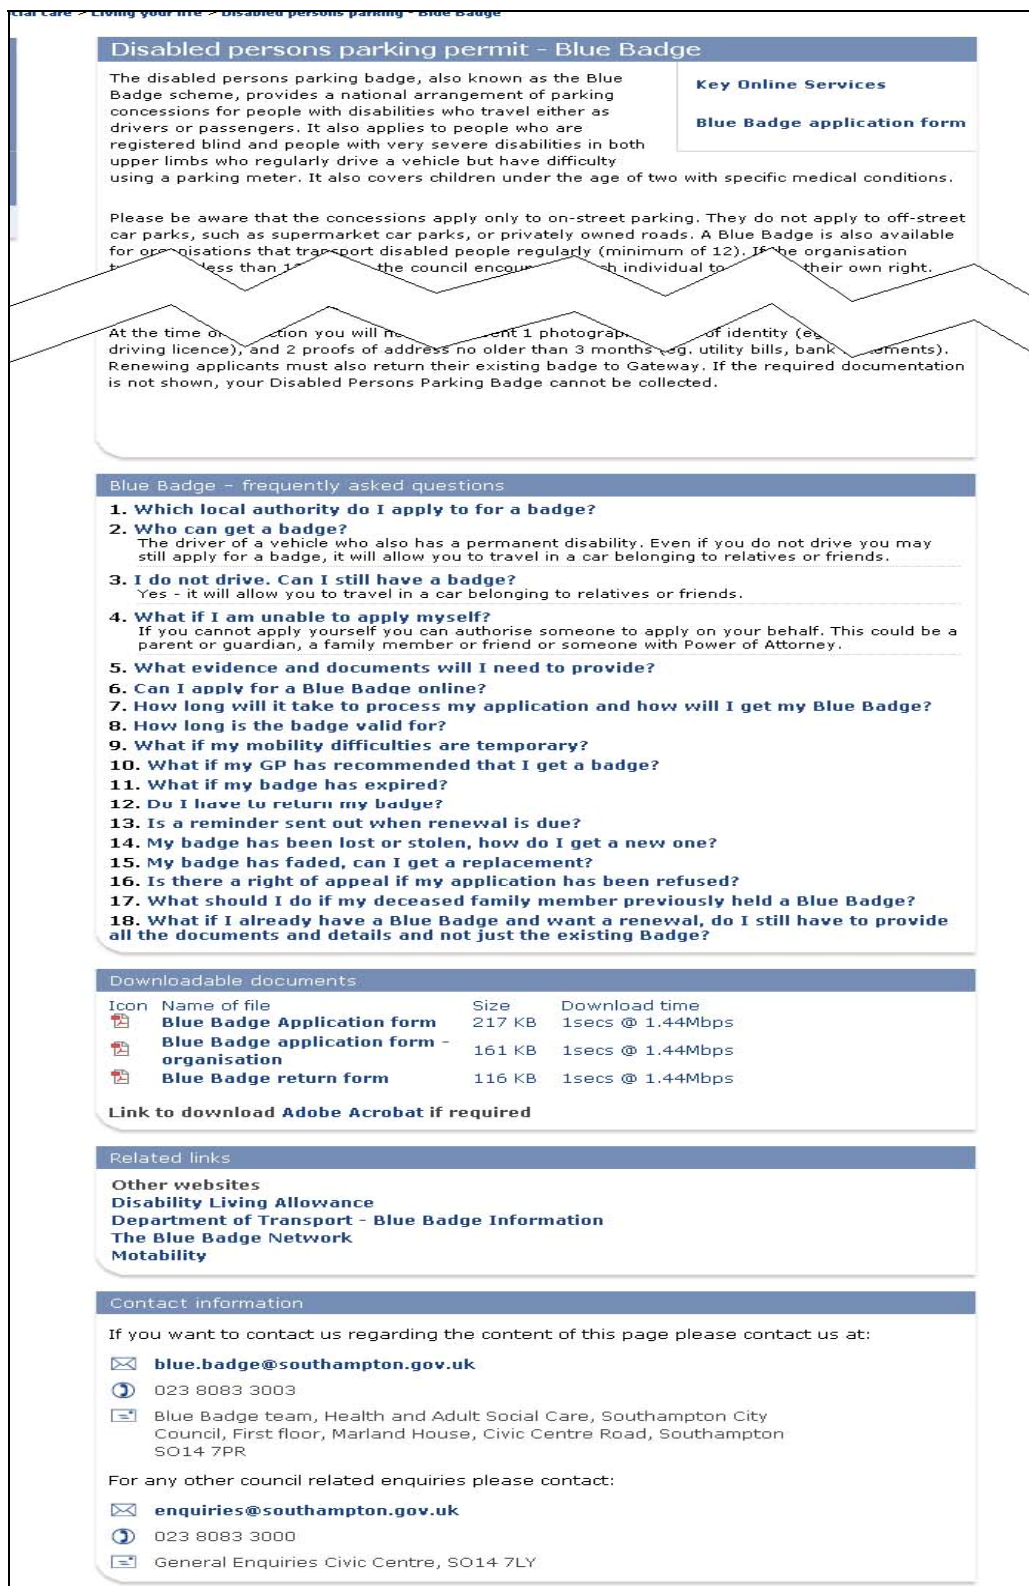 cial care > Living your life > Disabled persons parking - Blue Badge
Disabled persons parking permit - Blue Badge
The disabled persons parking badge, also known as the Blue
Badge scheme, provides a national arrangement of parking
concessions for people with disabilities who travel either as
drivers or passengers. It also applies to people who are
registered blind and people with very severe disabilities in both
upper limbs who regularly drive a vehicle but have difficulty
using a parking meter. It also covers children under the age of two with specific medical conditions.
Key Online Services
Blue Badge application form
Please be aware that the concessions apply only to on-street parking. They do not apply to off-street
car parks, such as supermarket car parks, or privately owned roads. A Blue Badge is also available
for organisations that transport disabled people regularly (minimum of 12). If the organisation
less than the council individual to their own right.
At the time you will 1 of identity
driving licence), and 2 proofs of address no older than 3 months (eg. utility bills, bank
Renewing applicants must also return their existing badge to Gateway. If the required documentation
is not shown, your Disabled Persons Parking Badge cannot be collected.
Blue Badge - frequently asked questions
1. Which local authority do I apply to for a badge?
2. Who can get a badge?
The driver of a vehicle who also has a permanent disability. Even if you do not drive you may
still apply for a badge, it will allow you to travel in a car belonging to relatives or friends.
3. I do not drive. Can I still have a badge?
Yes - it will allow you to travel in a car belonging to relatives or friends.
4. What if I am unable to apply myself?
If you cannot apply yourself you can authorise someone to apply on your behalf. This could be a
parent or guardian, a family member or friend or someone with Power of Attorney.
5. What evidence and documents will I need to provide?
6. Can I apply for a Blue Badge online?
7. How long will it take to process my application and how will I get my Blue Badge?
8. How long is the badge valid for?
9. What if my mobility difficulties are temporary?
10. What if my GP has recommended that I get a badge?
11. What if my badge has expired?
12. Do I have to return my badge?
13. Is a reminder sent out when renewal is due?
14. My badge has been lost or stolen, how do I get a new one?
15. My badge has faded, can I get a replacement?
16. Is there a right of appeal if my application has been refused?
17. What should I do if my deceased family member previously held a Blue Badge?
18. What if I already have a Blue Badge and want a renewal, do I still have to provide
all the documents and details and not just the existing Badge?
Downloadable documents
Icon Name of file Size Download time
Blue Badge Application form 217 KB 1secs @ 1.44Mbps
Blue Badge application form -
organisation 161 KB 1secs @ 1.44Mbps
Blue Badge return form 116 KB 1secs @ 1.44Mbps
Link to download Adobe Acrobat if required
Related links
Other websites
Disability Living Allowance
Department of Transport - Blue Badge Information
The Blue Badge Network
Motability
Contact information
If you want to contact us regarding the content of this page please contact us at:
blue.badge@southampton.gov.uk
023 8083 3003
Blue Badge team, Health and Adult Social Care, Southampton City
Council, First floor, Marland House, Civic Centre Road, Southampton
SO14 7PR
For any other council related enquiries please contact:
enquiries@southampton.gov.uk
023 8083 3000
General Enquiries Civic Centre, SO14 7LY